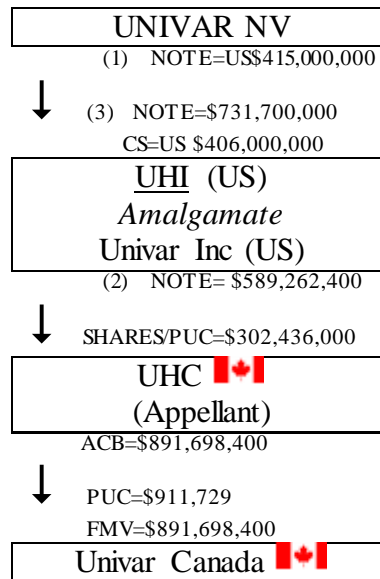 UNIVAR NV
(1) NOTE=US$415,000,000
(3) NOTE=$731,700,000
CS=US $406,000,000
UHI (US)
Amalgamate
Univar Inc (US)
(2) NOTE= $589,262,400
SHARES/PUC=$302,436,000
UHC
(Appellant)
ACB=$891,698,400
PUC=$911,729
FMV=$891,698,400
Univar Canada